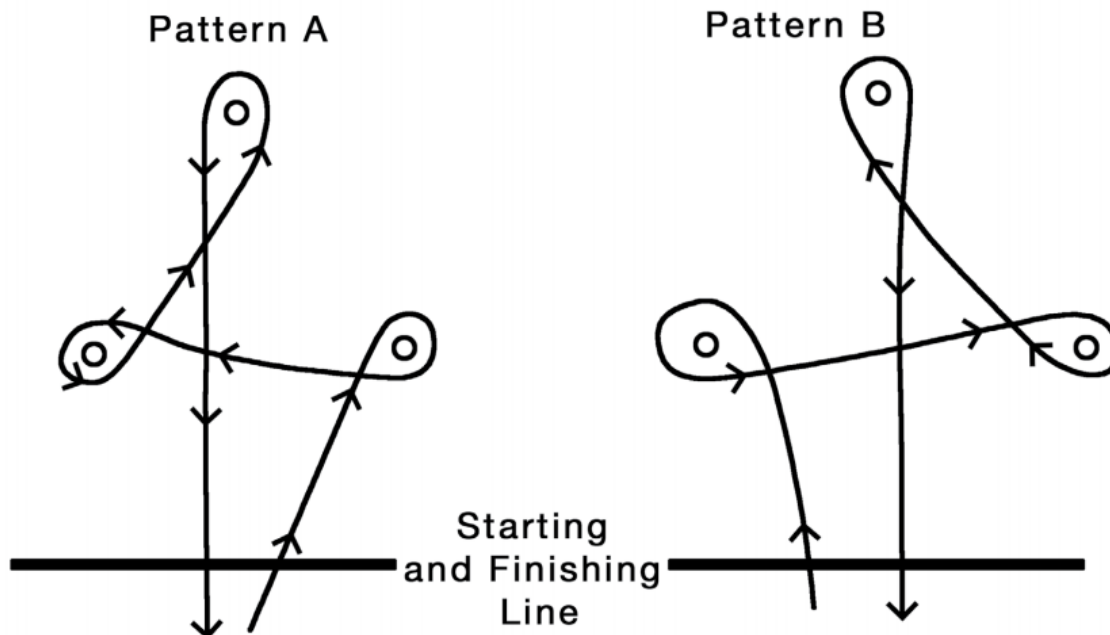 Pattern A
Pattern B
Starting
and Finishing
Line